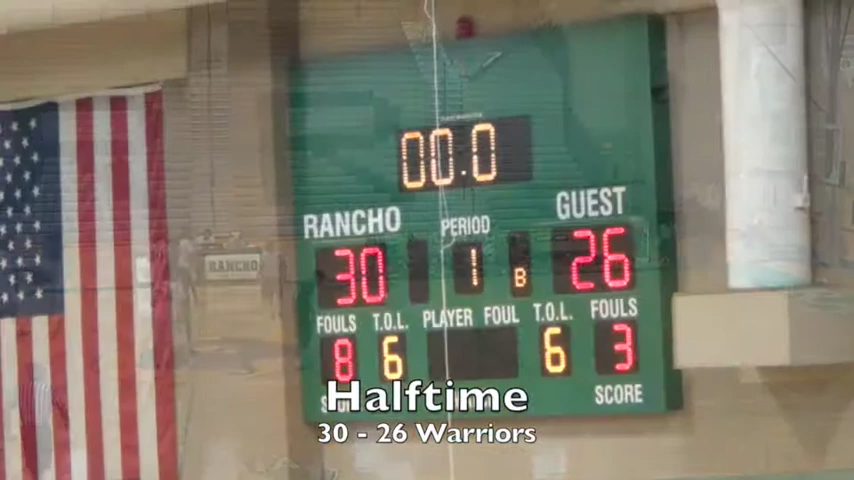 00.0
RANCHO PERIOD GUEST
30 1 B 26
RANCHO
FOULS T.O.L. PLAYER FOUL T.O.L. FOULS
8 6 6 3
SCORE
Halftime
30 - 26 Warriors